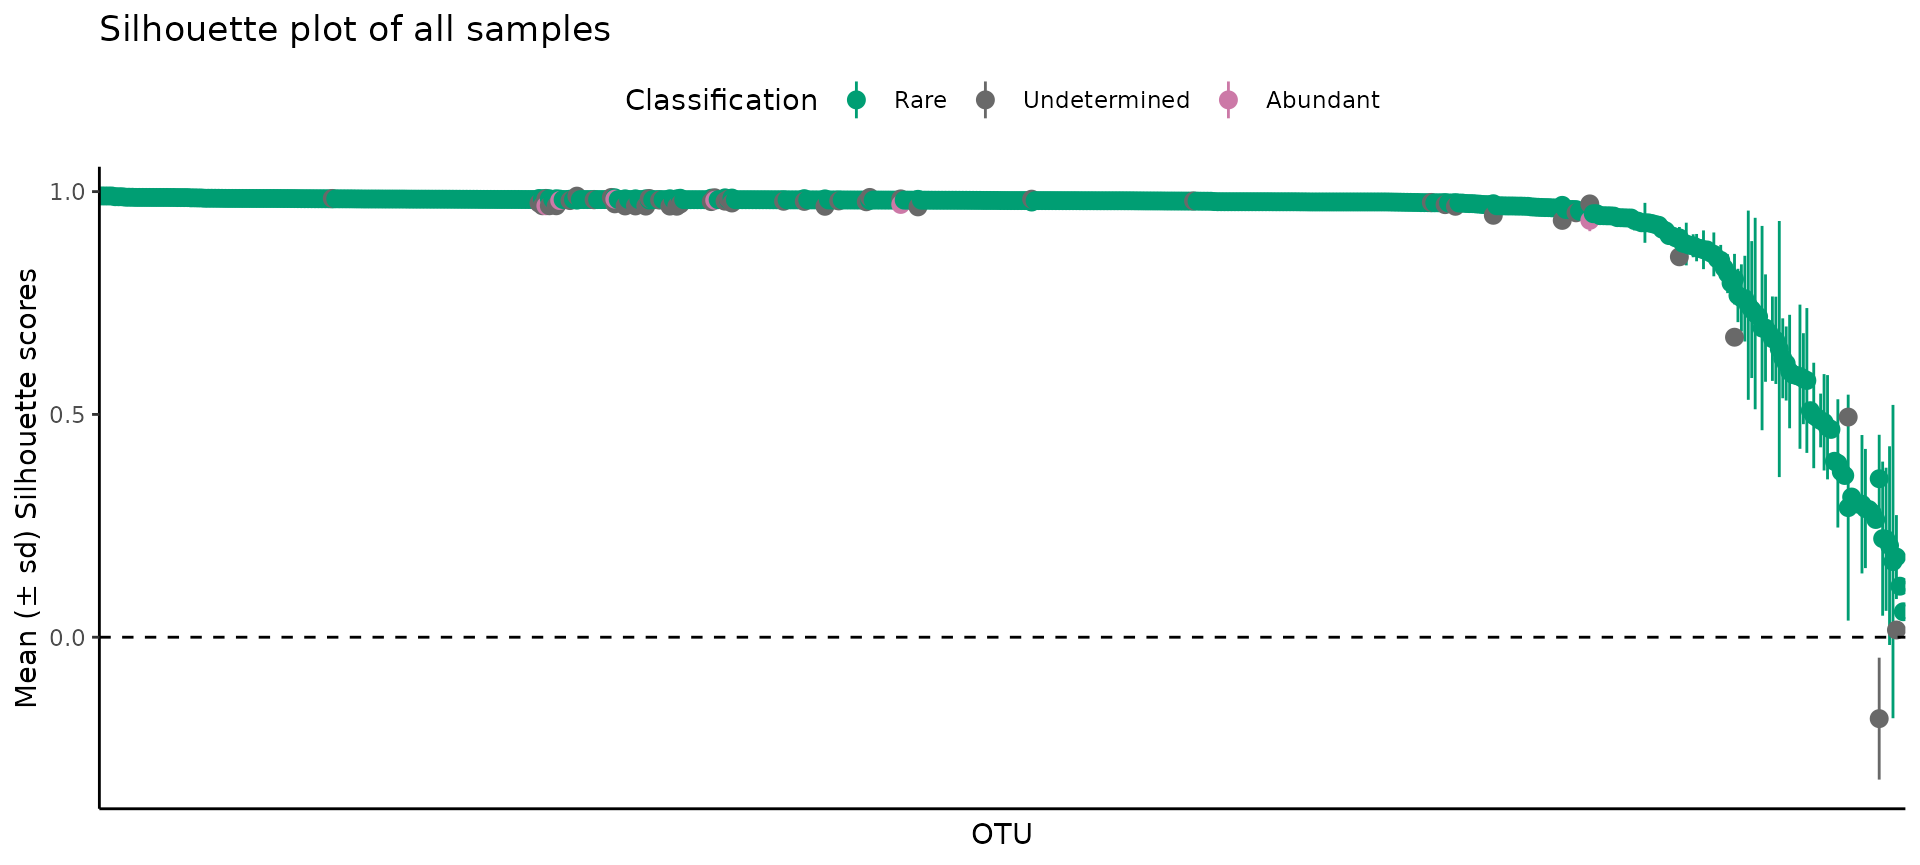 Silhouette plot of all samples
Classification Rare Undetermined Abundant
Mean (± sd) Silhouette scores
1.0
0.5
0.0
OTU